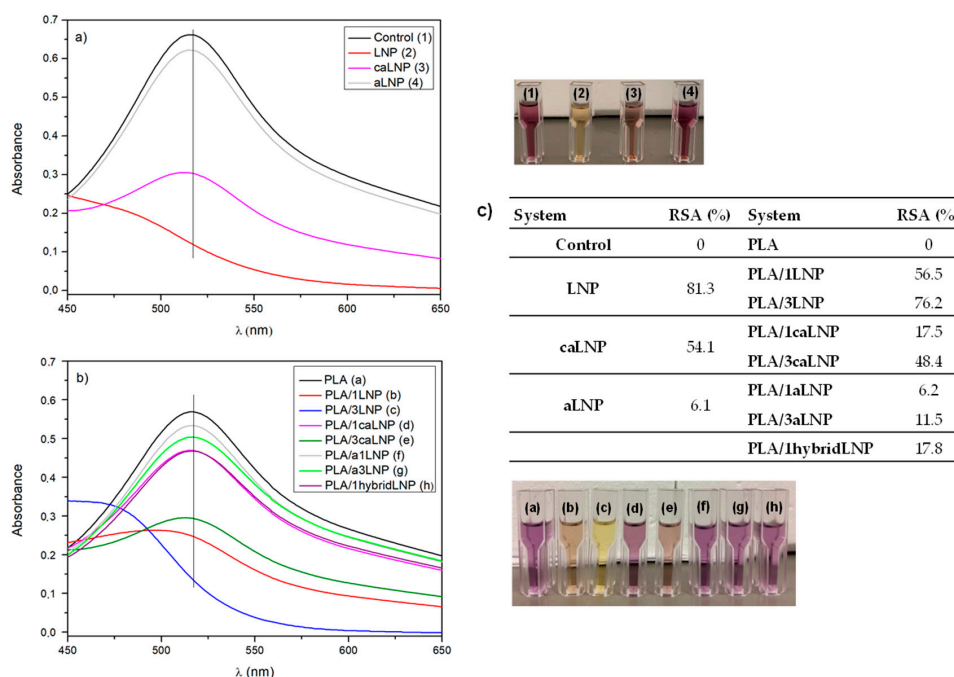 a)
Control (1)
LNP (2)
caLNP (3)
aLNP (4)
0.7
0.6
0.5
0.4
0.3
0.2
0.1
0.0
Absorbance
450 500 550 600 650
λ (nm)
b)
PLA (a)
PLA/1LNP (b)
PLA/3LNP (c)
PLA/1caLNP (d)
PLA/3caLNP (e)
PLA/a1LNP (f)
PLA/a3LNP (g)
PLA/1hybridLNP (h)
0.7
0.6
0.5
0.4
0.3
0.2
0.1
0.0
Absorbance
450 500 550 600 650
λ (nm)
(1) (2) (3) (4)
c)
System RSA (%) System RSA (%)
Control 0 PLA 0
LNP 81.3 PLA/1LNP 56.5
PLA/3LNP 76.2
caLNP 54.1 PLA/1caLNP 17.5
PLA/3caLNP 48.4
aLNP 6.1 PLA/1aLNP 6.2
PLA/3aLNP 11.5
PLA/1hybridLNP 17.8
(a) (b) (c) (d) (e) (f) (g) (h)